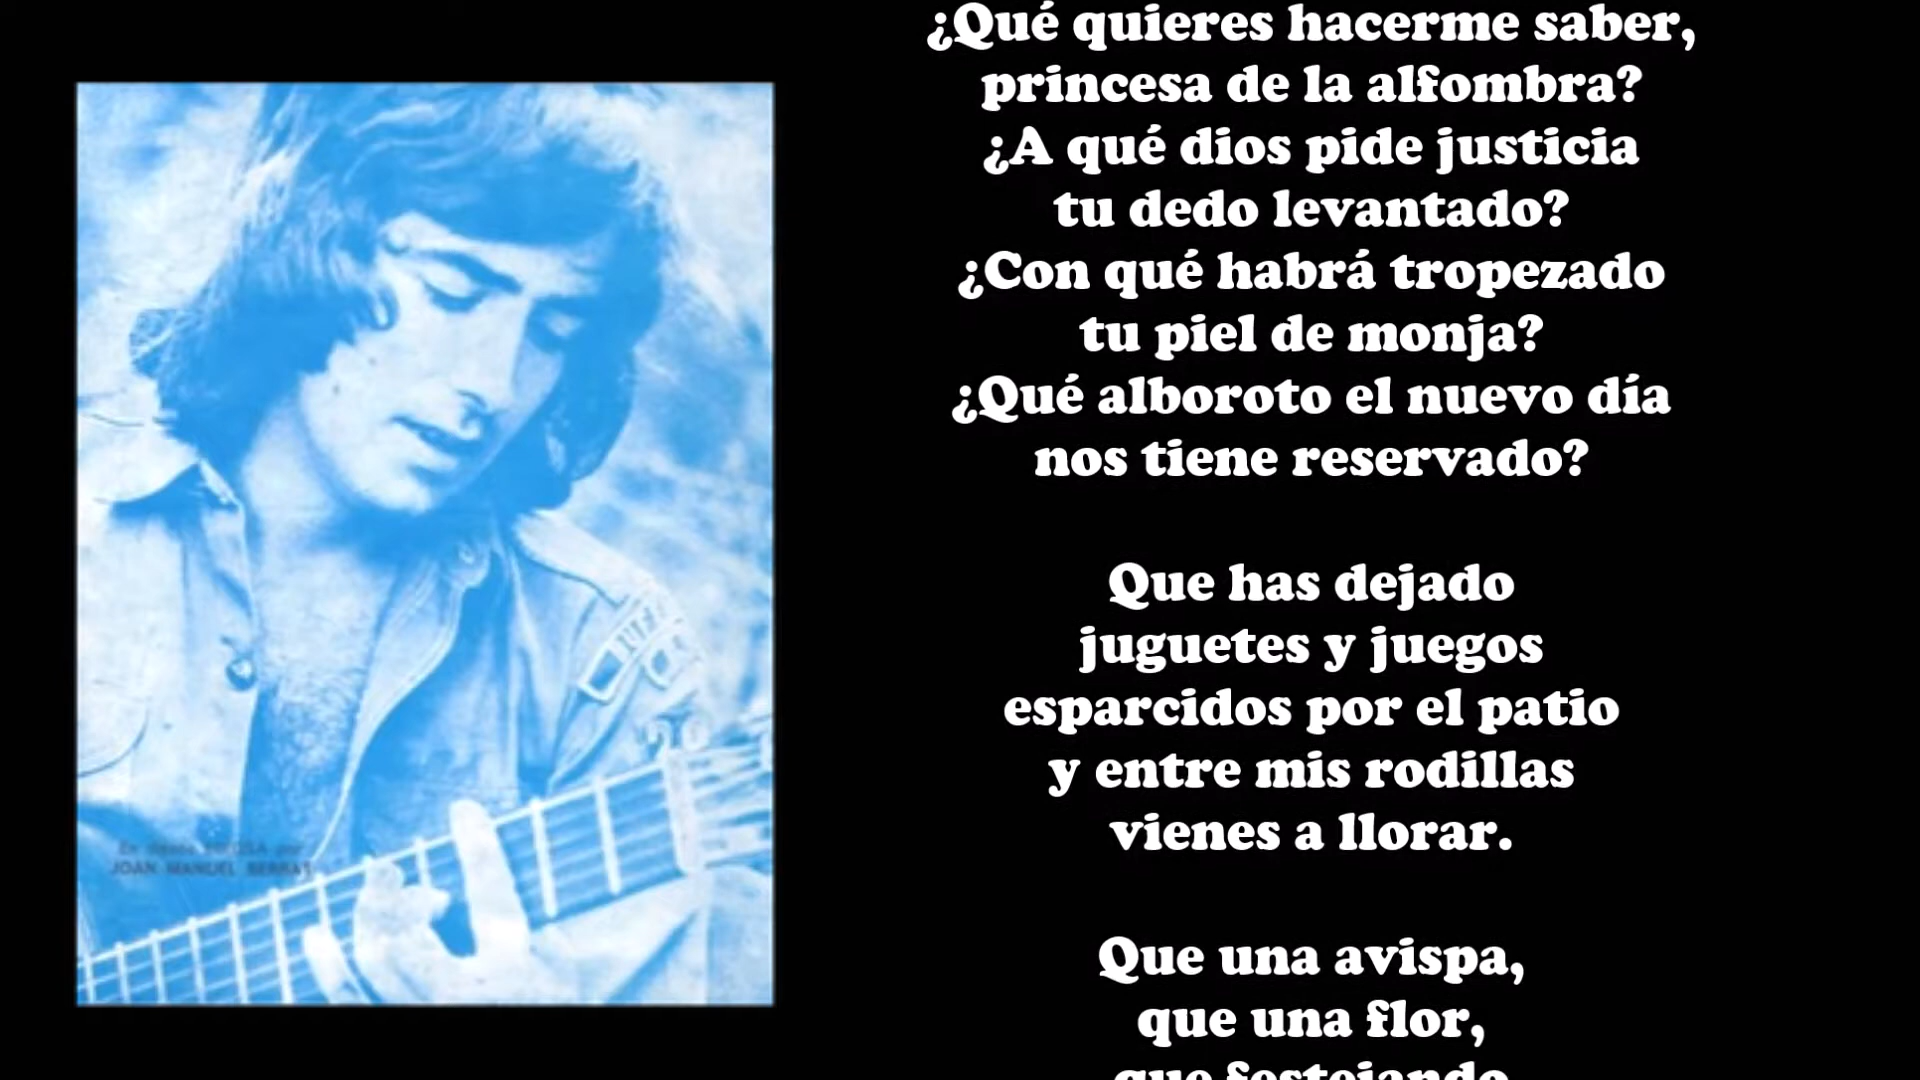 ¿Qué quieres hacerme saber,
princesa de la alfombra?
¿A qué dios pide justicia
tu dedo levantado?
¿Con qué habrá tropezado
tu piel de monja?
¿Qué alboroto el nuevo día
nos tiene reservado?
Que has dejado
juguetes y juegos
esparcidos por el patio
y entre mis rodillas
vienes a llorar.
Que una avispa,
que una flor,
que festejando
JOAN MANUEL SERRAT